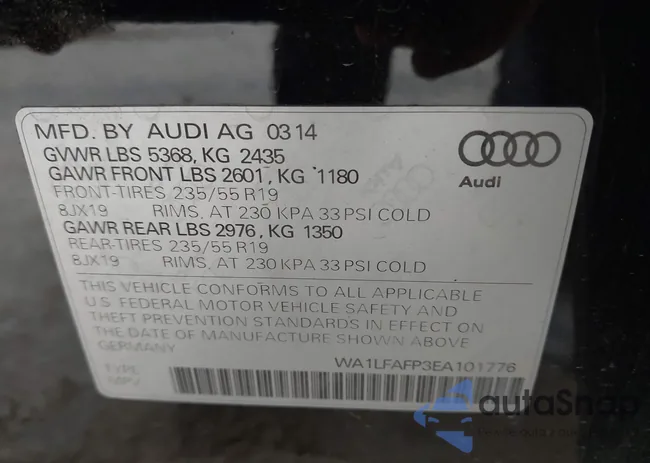 MFD. BY AUDI AG 03 14
GVWR LBS 5368, KG 2435
GAWR FRONT LBS 2601, KG 1180
FRONT-TIRES 235/55 R19
8JX19 RIMS, AT 230 KPA 33 PSI COLD
GAWR REAR LBS 2976, KG 1350
REAR-TIRES 235/55 R19
8JX19 RIMS, AT 230 KPA 33 PSI COLD
THIS VEHICLE CONFORMS TO ALL APPLICABLE
U.S. FEDERAL MOTOR VEHICLE SAFETY AND
THEFT PREVENTION STANDARDS IN EFFECT ON
THE DATE OF MANUFACTURE SHOWN ABOVE
GERMANY
WA1LFAFP3EA101776
TYPE
MPV
Audi
autaSnap